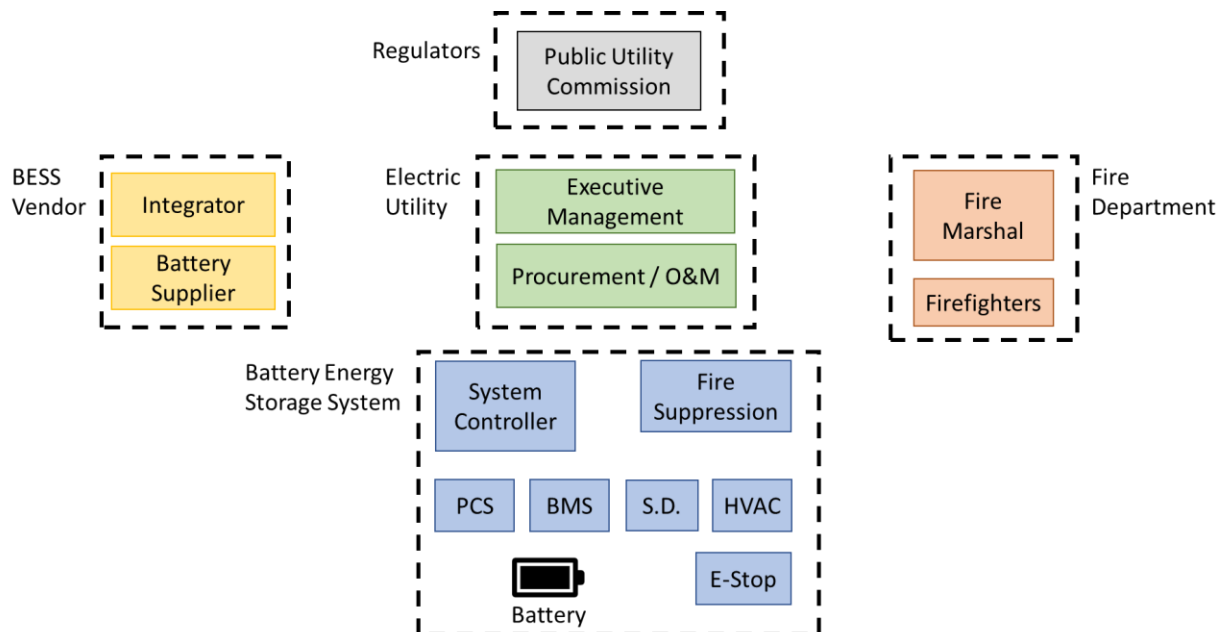 Regulators
Public Utility
Commission
BESS
Vendor
Integrator
Battery
Supplier
Electric
Utility
Executive
Management
Procurement / O&M
Fire
Marshal
Firefighters
Fire
Department
Battery Energy
Storage System
System
Controller
Fire
Suppression
PCS
BMS
S.D.
HVAC
E-Stop
Battery